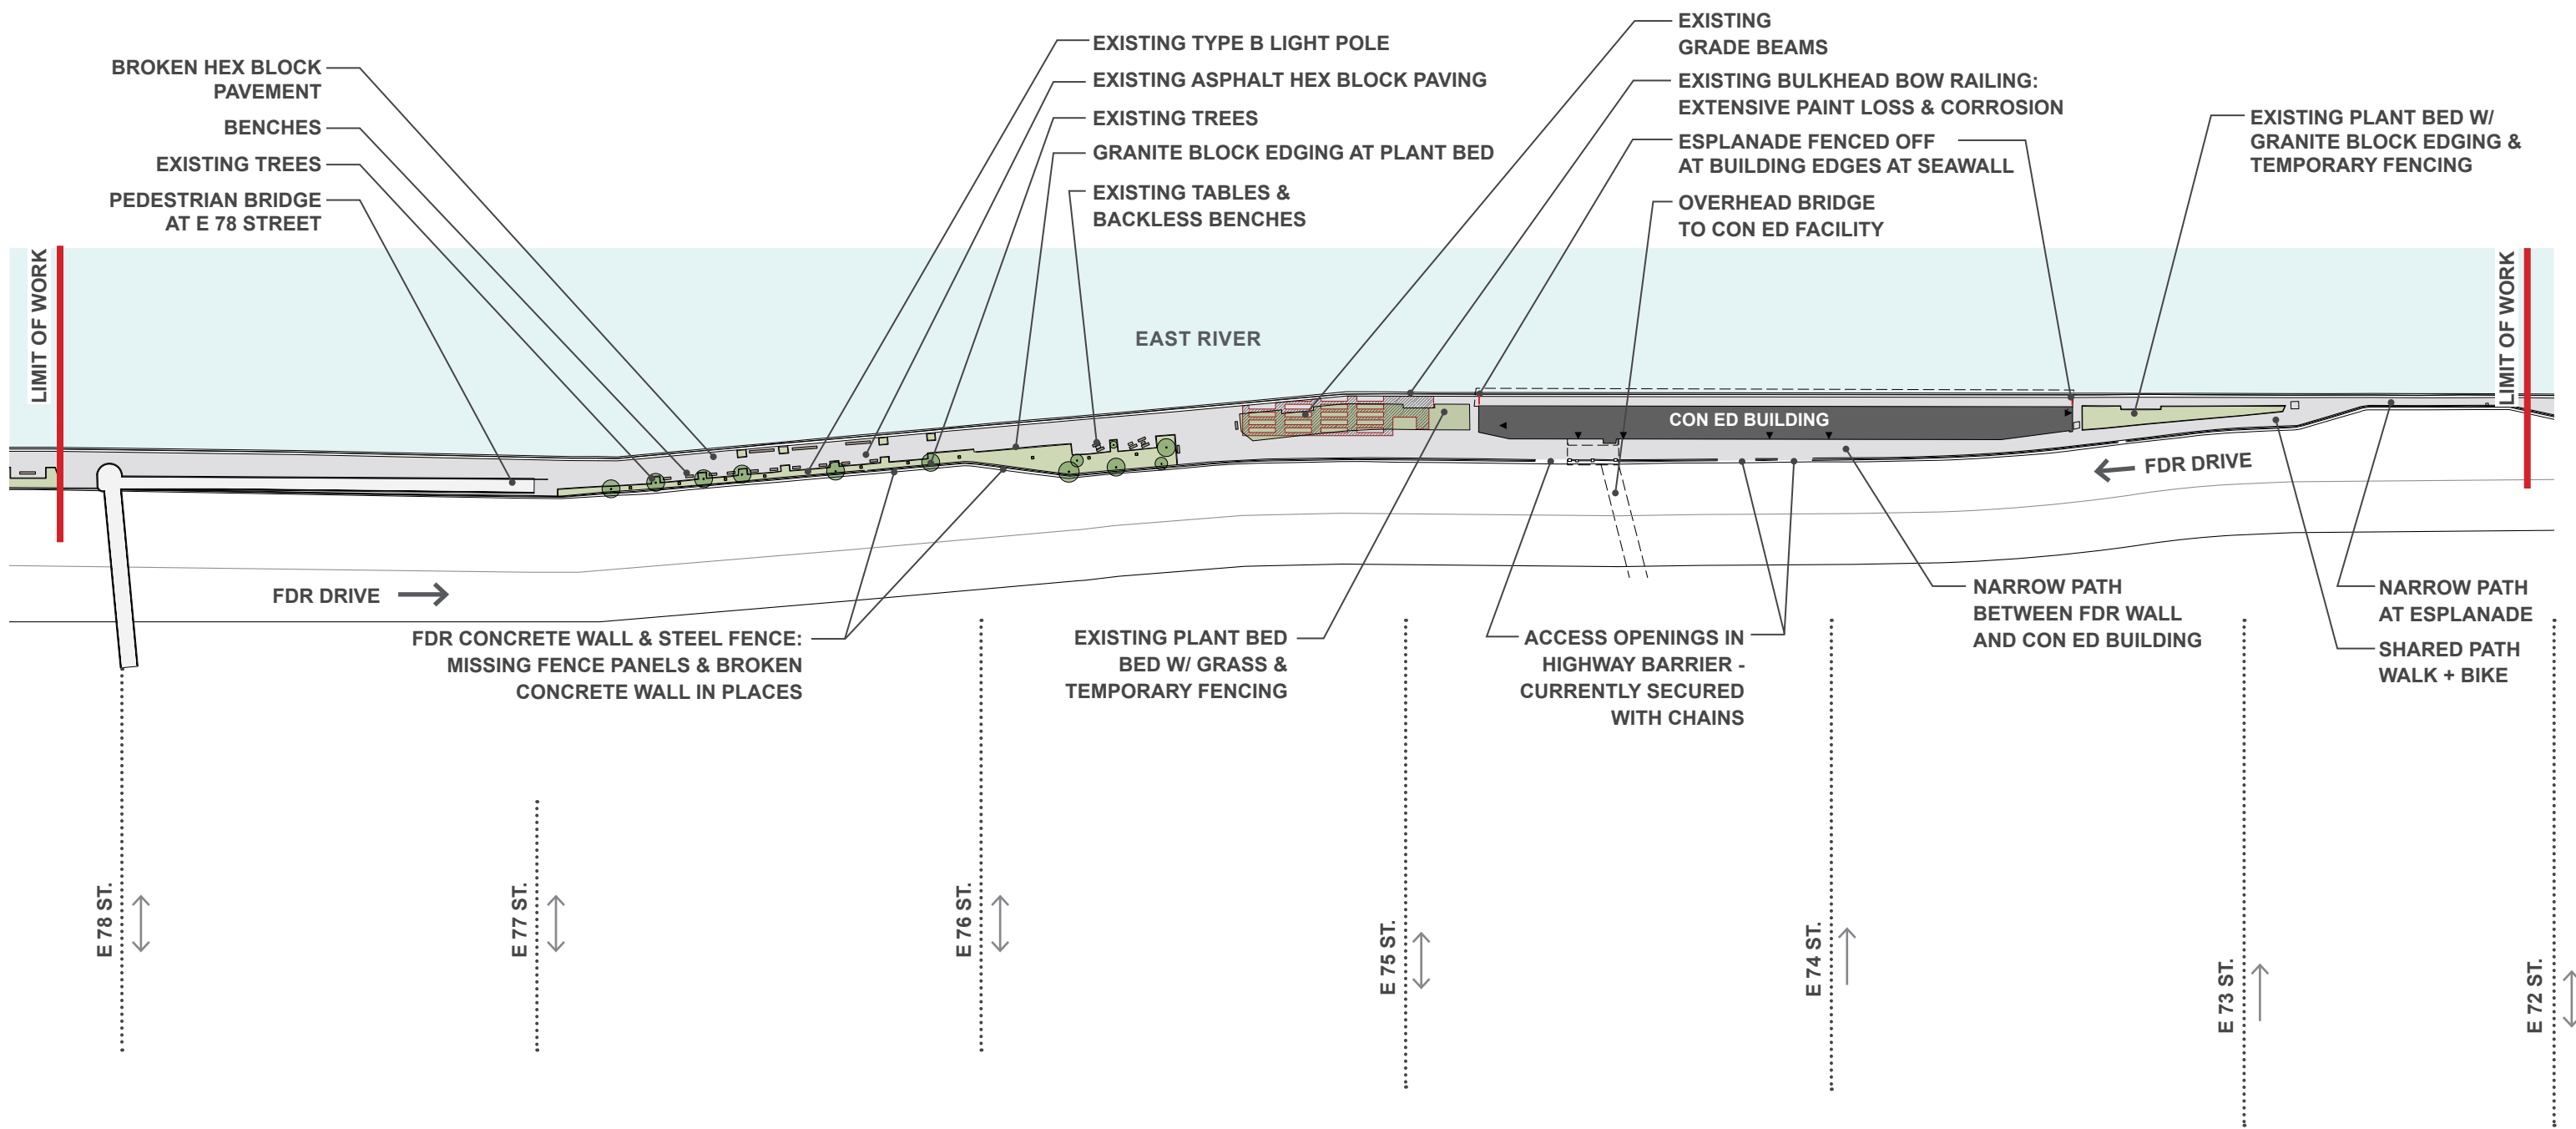 BROKEN HEX BLOCK
PAVEMENT
BENCHES
EXISTING TREES
PEDESTRIAN BRIDGE
AT E 78 STREET
EXISTING TYPE B LIGHT POLE
EXISTING ASPHALT HEX BLOCK PAVING
EXISTING TREES
GRANITE BLOCK EDGING AT PLANT BED
EXISTING TABLES &
BACKLESS BENCHES
EXISTING
GRADE BEAMS
EXISTING BULKHEAD BOW RAILING:
EXTENSIVE PAINT LOSS & CORROSION
ESPLANADE FENCED OFF
AT BUILDING EDGES AT SEAWALL
OVERHEAD BRIDGE
TO CON ED FACILITY
EXISTING PLANT BED W/
GRANITE BLOCK EDGING &
TEMPORARY FENCING
LIMIT OF WORK
EAST RIVER
LIMIT OF WORK
CON ED BUILDING
FDR DRIVE
FDR DRIVE
FDR CONCRETE WALL & STEEL FENCE:
MISSING FENCE PANELS & BROKEN
CONCRETE WALL IN PLACES
EXISTING PLANT BED
BED W/ GRASS &
TEMPORARY FENCING
ACCESS OPENINGS IN
HIGHWAY BARRIER -
CURRENTLY SECURED
WITH CHAINS
NARROW PATH
BETWEEN FDR WALL
AND CON ED BUILDING
NARROW PATH
AT ESPLANADE
SHARED PATH
WALK + BIKE
E 78 ST.
E 77 ST.
E 76 ST.
E 75 ST.
E 74 ST.
E 73 ST.
E 72 ST.